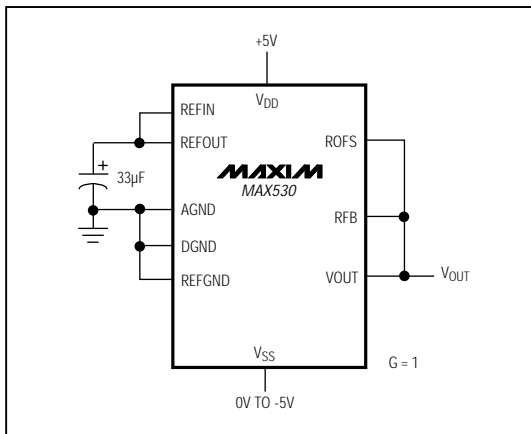 +5V
VDD
REFIN
REFOUT
ROFS
+
33µF
MAXIM
MAX530
AGND
RFB
DGND
REFGND
VOUT
VOUT
VSS
G = 1
0V TO -5V